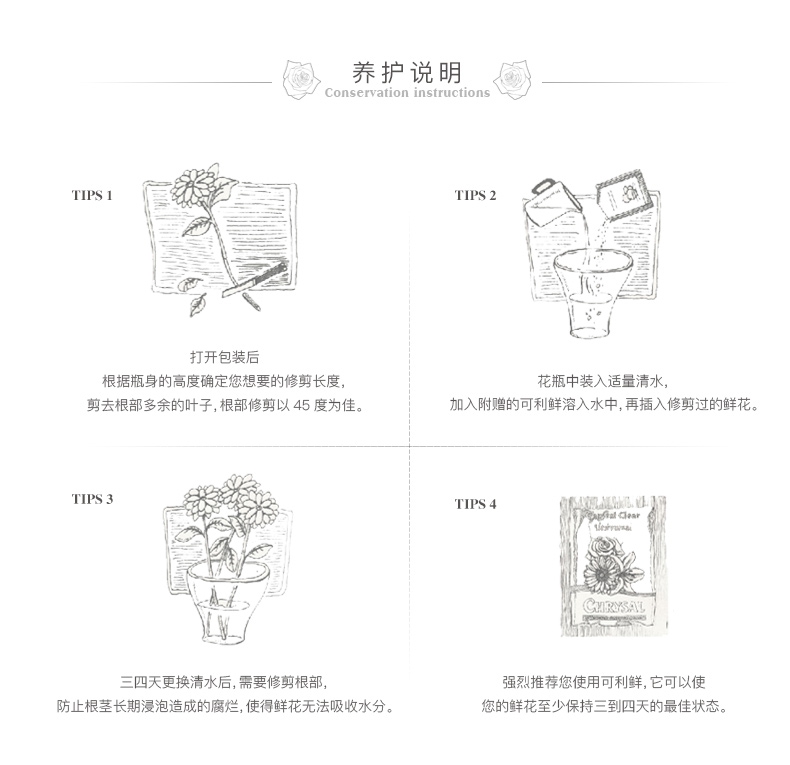 养护说明
Conservation instructions
TIPS 1
打开包装后
根据瓶身的高度确定您想要的修剪长度,
剪去根部多余的叶子,根部修剪以 45 度为佳。
TIPS 2
花瓶中装入适量清水,
加入附赠的可利鲜溶入水中,再插入修剪过的鲜花。
TIPS 3
三四天更换清水后,需要修剪根部,
防止根茎长期浸泡造成的腐烂,使得鲜花无法吸收水分。
TIPS 4
Clear
CHRYSAL
强烈推荐您使用可利鲜,它可以使
您的鲜花至少保持三到四天的最佳状态。